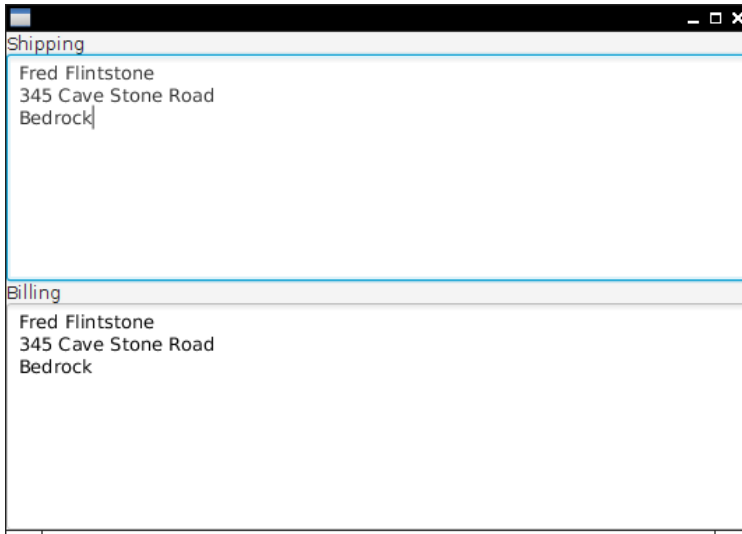 Shipping
Fred Flintstone
345 Cave Stone Road
Bedrock
Billing
Fred Flintstone
345 Cave Stone Road
Bedrock